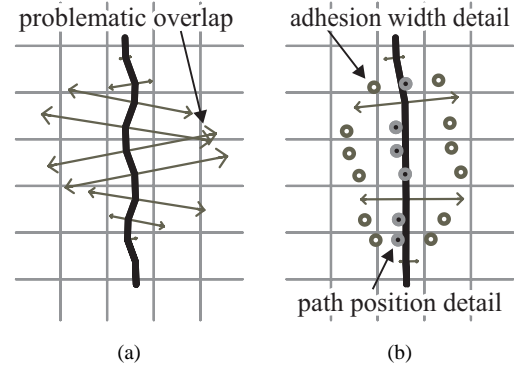 problematic overlap
adhesion width detail
path position detail
(a)
(b)